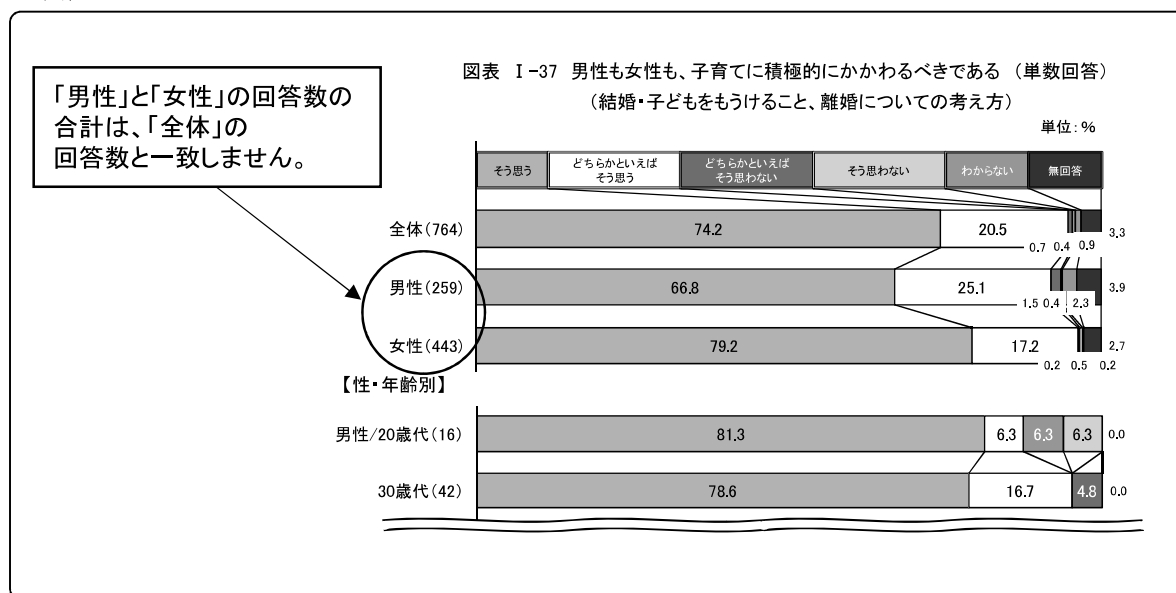 「男性」と「女性」の回答数の
合計は、「全体」の
回答数と一致しません。
図表 Ⅰ-37 男性も女性も、子育てに積極的にかかわるべきである (単数回答)
(結婚・子どもをもうけること、離婚についての考え方)
単位:%
そう思う どちらかといえばそう思う どちらかといえばそう思わない そう思わない わからない 無回答
全体(764) 74.2 20.5 0.7 0.4 0.9 3.3
男性(259) 66.8 25.1 1.5 0.4 2.3 3.9
女性(443) 79.2 17.2 0.2 0.5 0.2 2.7
【性・年齢別】
男性/20歳代(16) 81.3 6.3 6.3 6.3 0.0
30歳代(42) 78.6 16.7 4.8 0.0